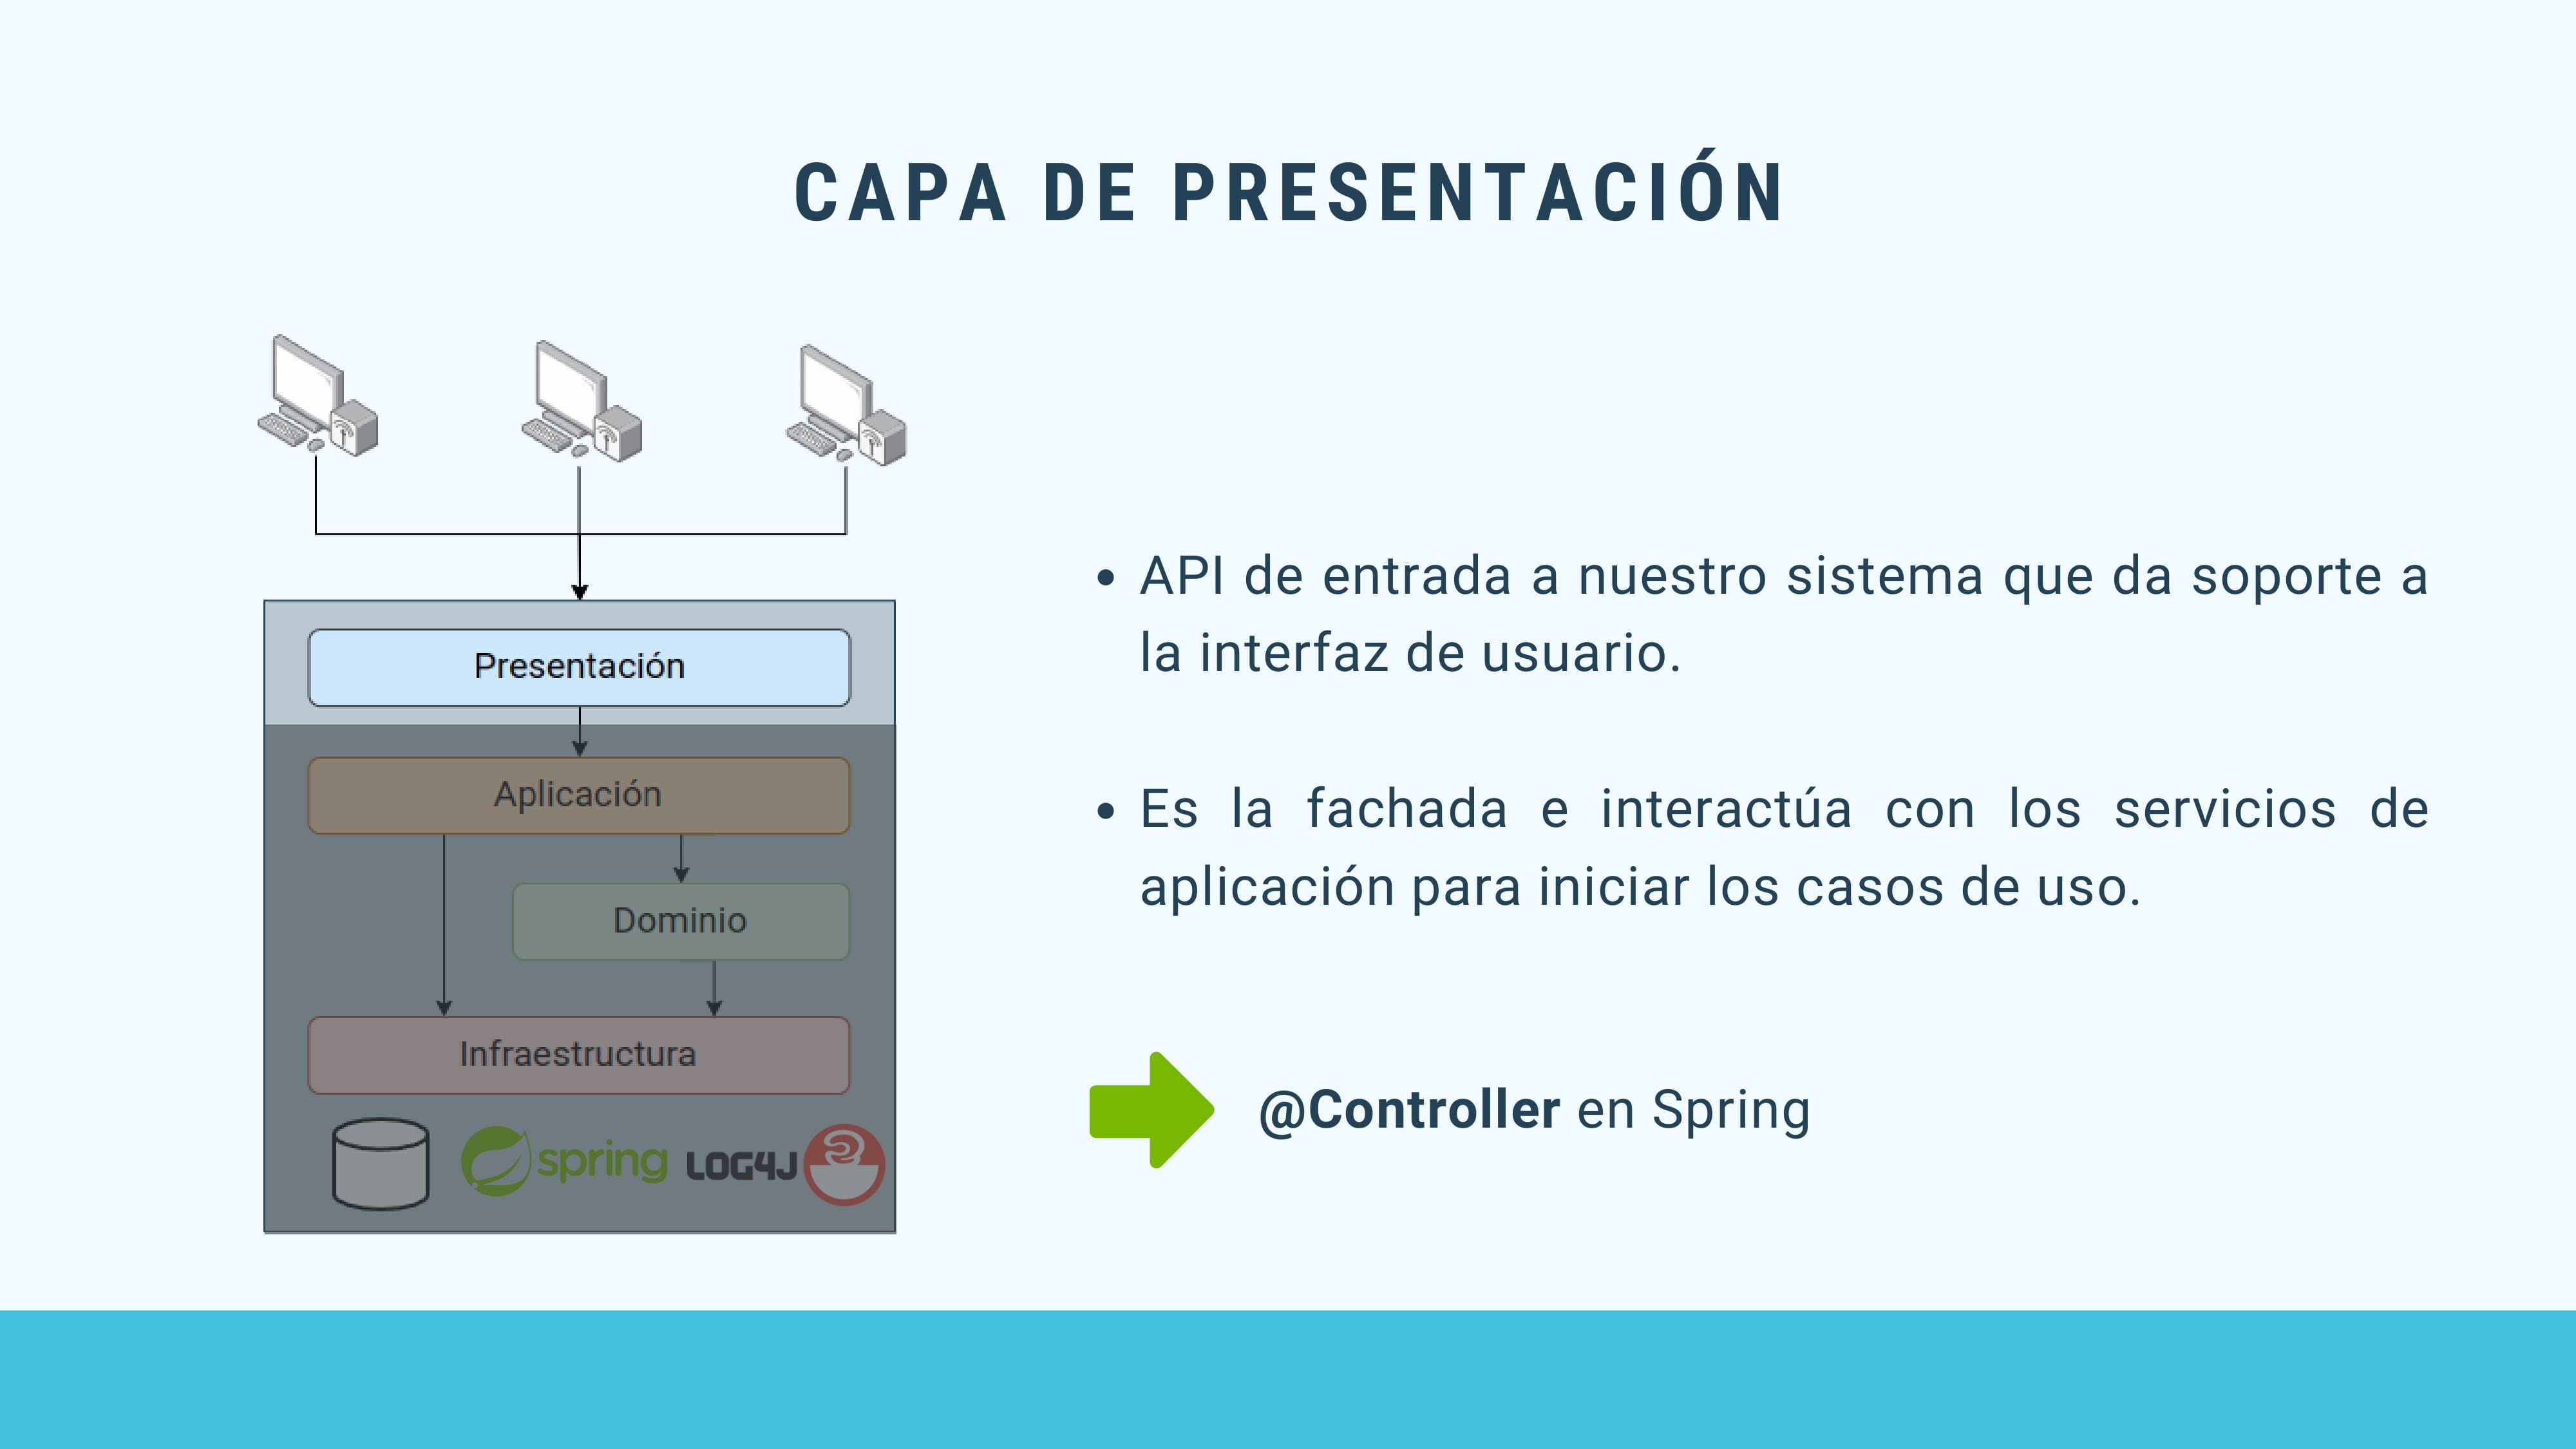 CAPA DE PRESENTACIÓN
Presentación
Aplicación
Dominio
Infraestructura
spring LOG4J
• API de entrada a nuestro sistema que da soporte a
la interfaz de usuario.
• Es la fachada e interactúa con los servicios de
aplicación para iniciar los casos de uso.
@Controller en Spring